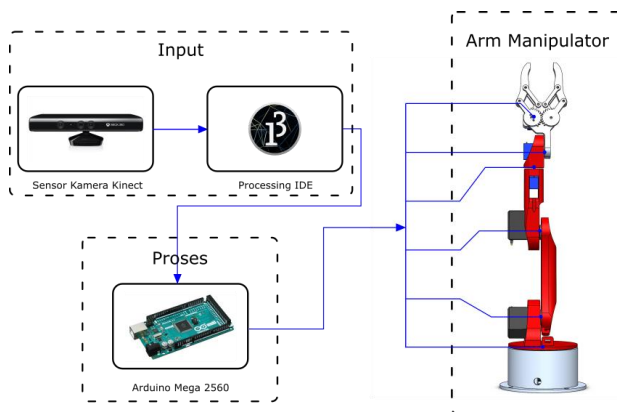 Input
Sensor Kamera Kinect
Processing IDE
Proses
Arduino Mega 2560
Arm Manipulator